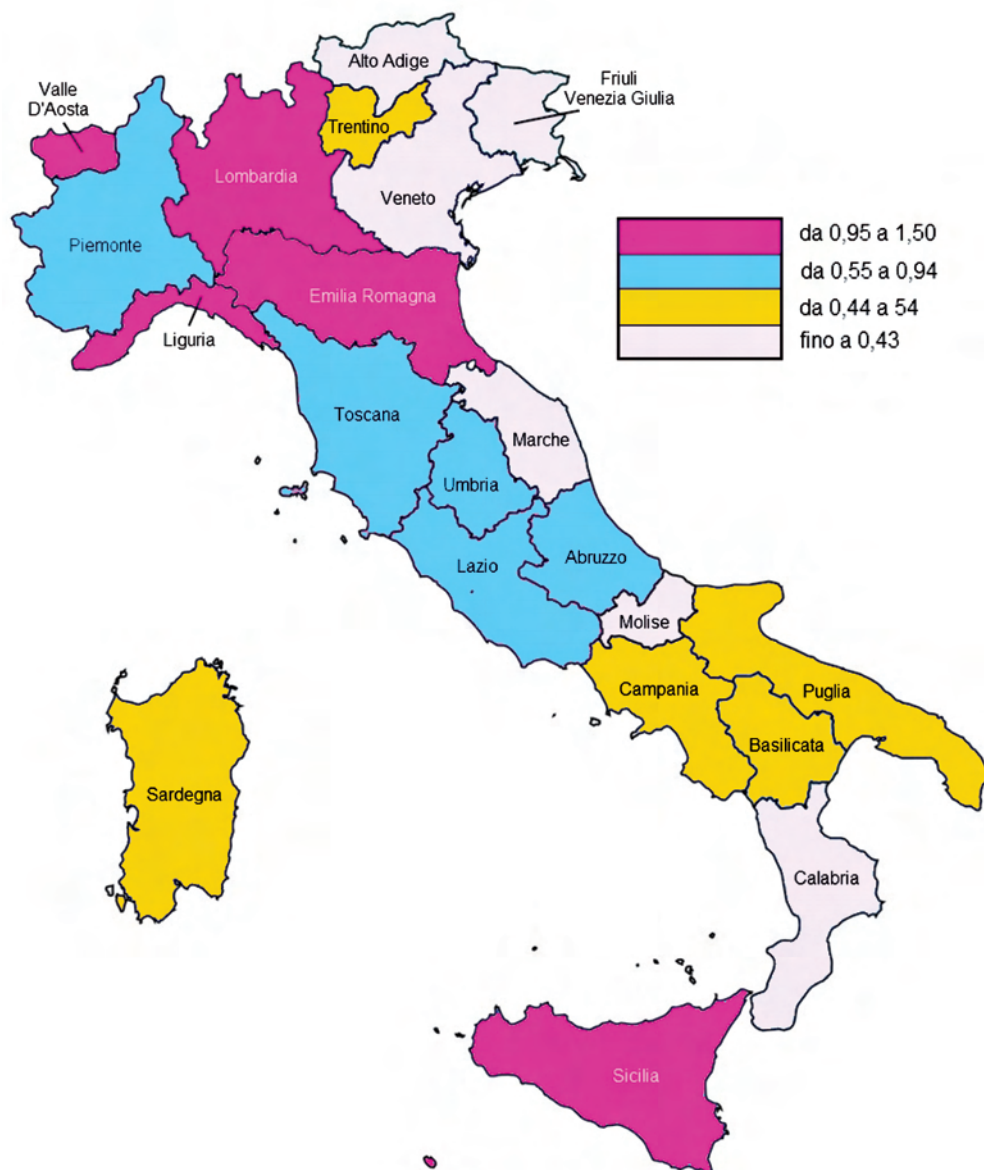 Alto Adige
Friuli
Venezia Giulia
Valle
D'Aosta
Trentino
Lombardia
Veneto
Piemonte
da 0,95 a 1,50
da 0,55 a 0,94
da 0,44 a 54
fino a 0,43
Emilia Romagna
Liguria
Toscana
Marche
Umbria
Abruzzo
Lazio
Molise
Campania
Puglia
Basilicata
Sardegna
Calabria
Sicilia